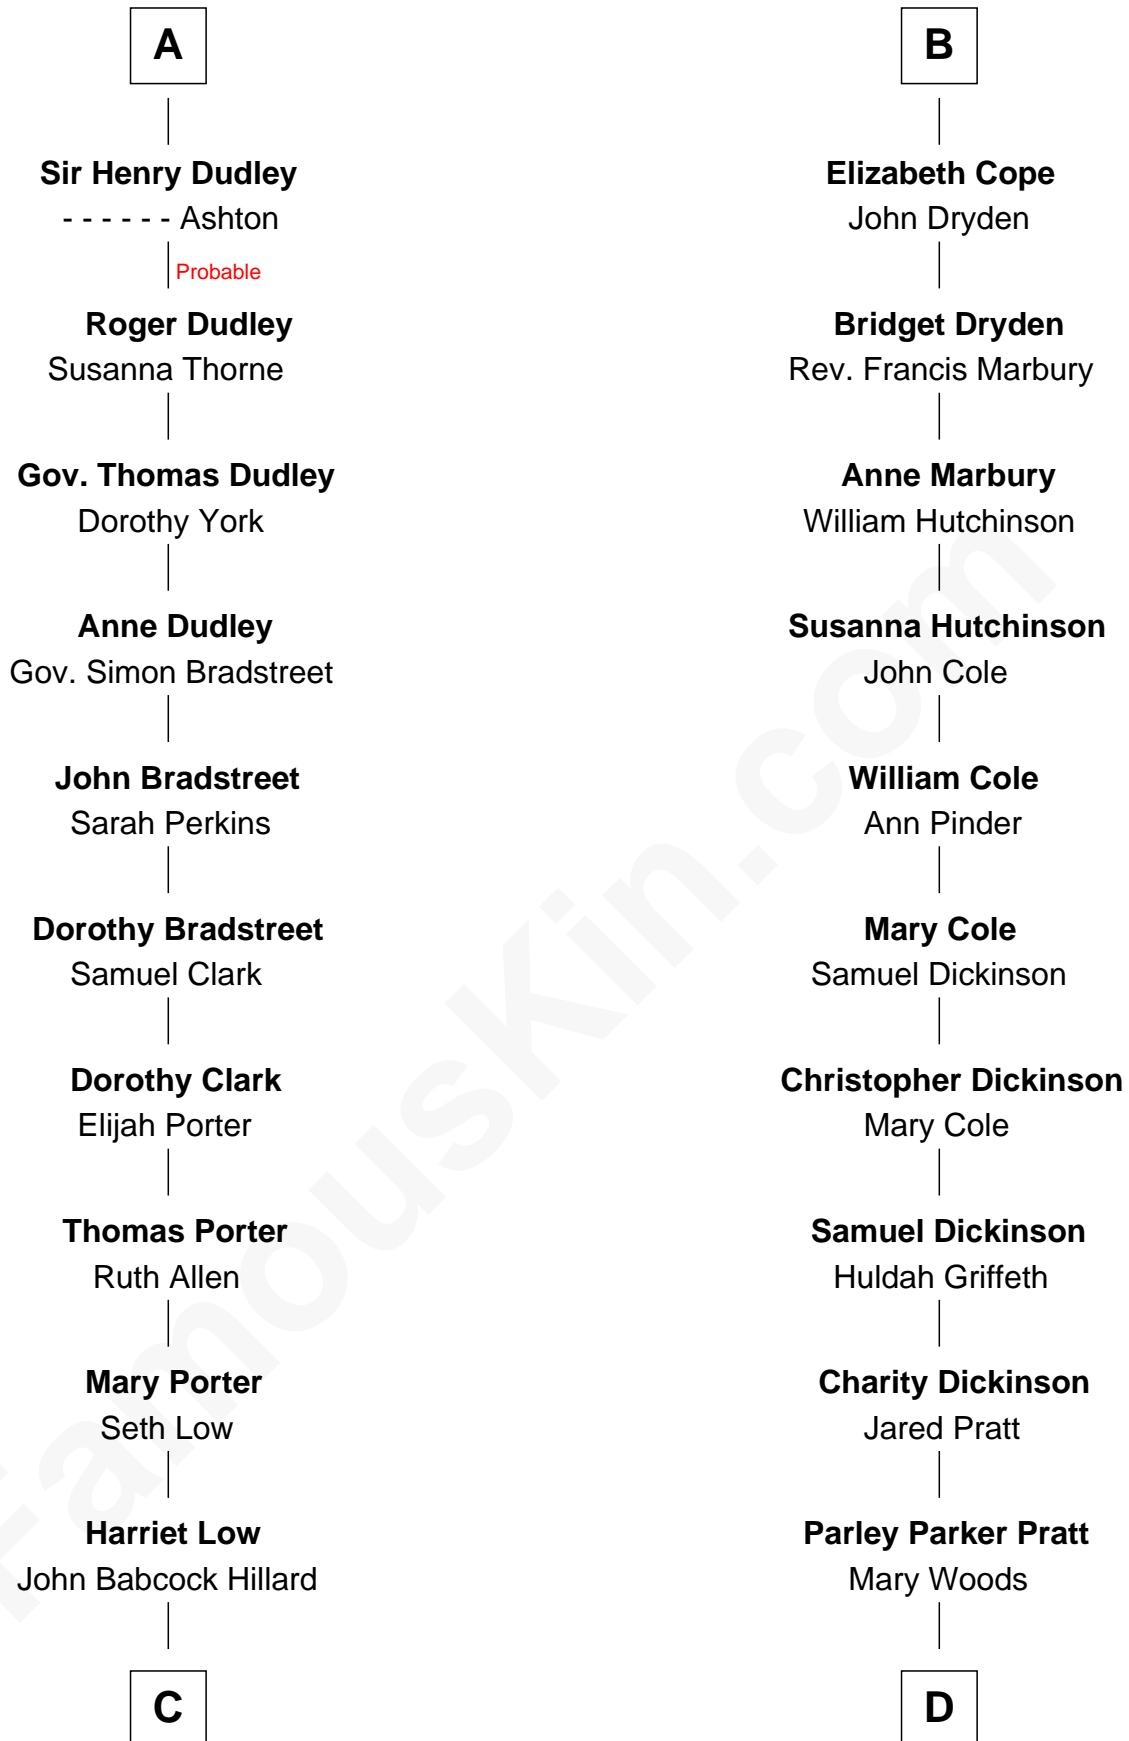 A
Sir Henry Dudley
- - - - - - Ashton
Probable
Roger Dudley
Susanna Thorne
Gov. Thomas Dudley
Dorothy York
Anne Dudley
Gov. Simon Bradstreet
John Bradstreet
Sarah Perkins
Dorothy Bradstreet
Samuel Clark
Dorothy Clark
Elijah Porter
Thomas Porter
Ruth Allen
Mary Porter
Seth Low
Harriet Low
John Babcock Hillard
C
B
Elizabeth Cope
John Dryden
Bridget Dryden
Rev. Francis Marbury
Anne Marbury
William Hutchinson
Susanna Hutchinson
John Cole
William Cole
Ann Pinder
Mary Cole
Samuel Dickinson
Christopher Dickinson
Mary Cole
Samuel Dickinson
Huldah Griffeth
Charity Dickinson
Jared Pratt
Parley Parker Pratt
Mary Woods
D
FamousKin.com